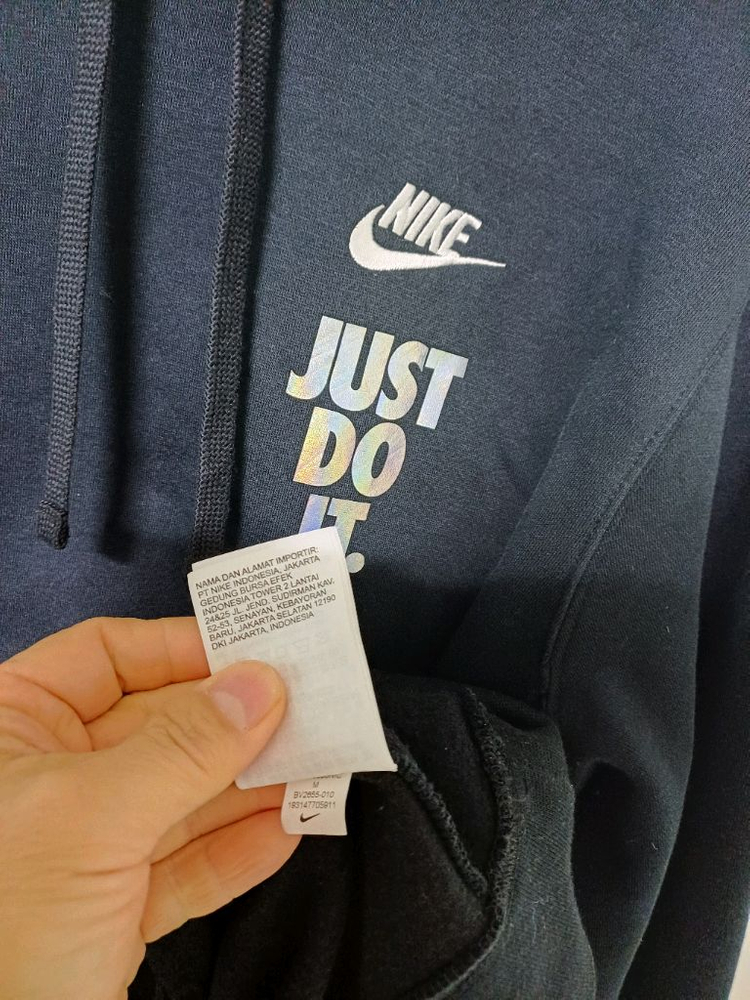 NIKE
JUST
DO
IT.
NAMA DAN ALAMAT IMPORTIR:
PT NIKE INDONESIA, JAKARTA
GEDUNG BURSA EFEK
INDONESIA TOWER 2 LANTAI
24&25 JL. JEND. SUDIRMAN KAV.
52-53, SENAYAN, KEBAYORAN
BARU, JAKARTA SELATAN 12190
DKI JAKARTA, INDONESIA
M
BV2655-010
193147705911